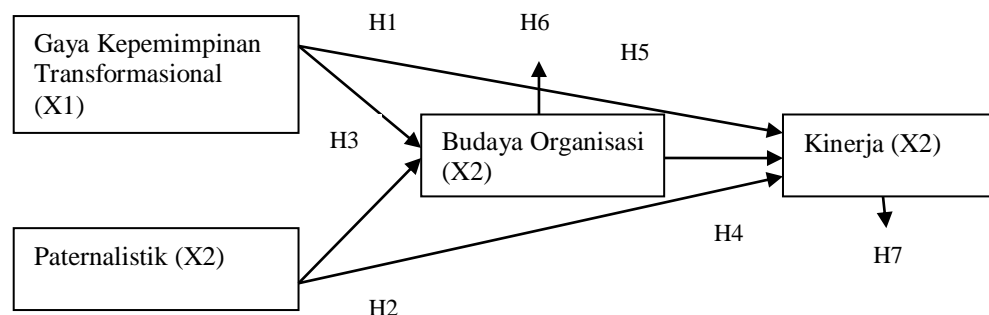 H1
H6
H5
Gaya Kepemimpinan
Transformasional
(X1)
H3
Budaya Organisasi
(X2)
Kinerja (X2)
Paternalistik (X2)
H4
H7
H2